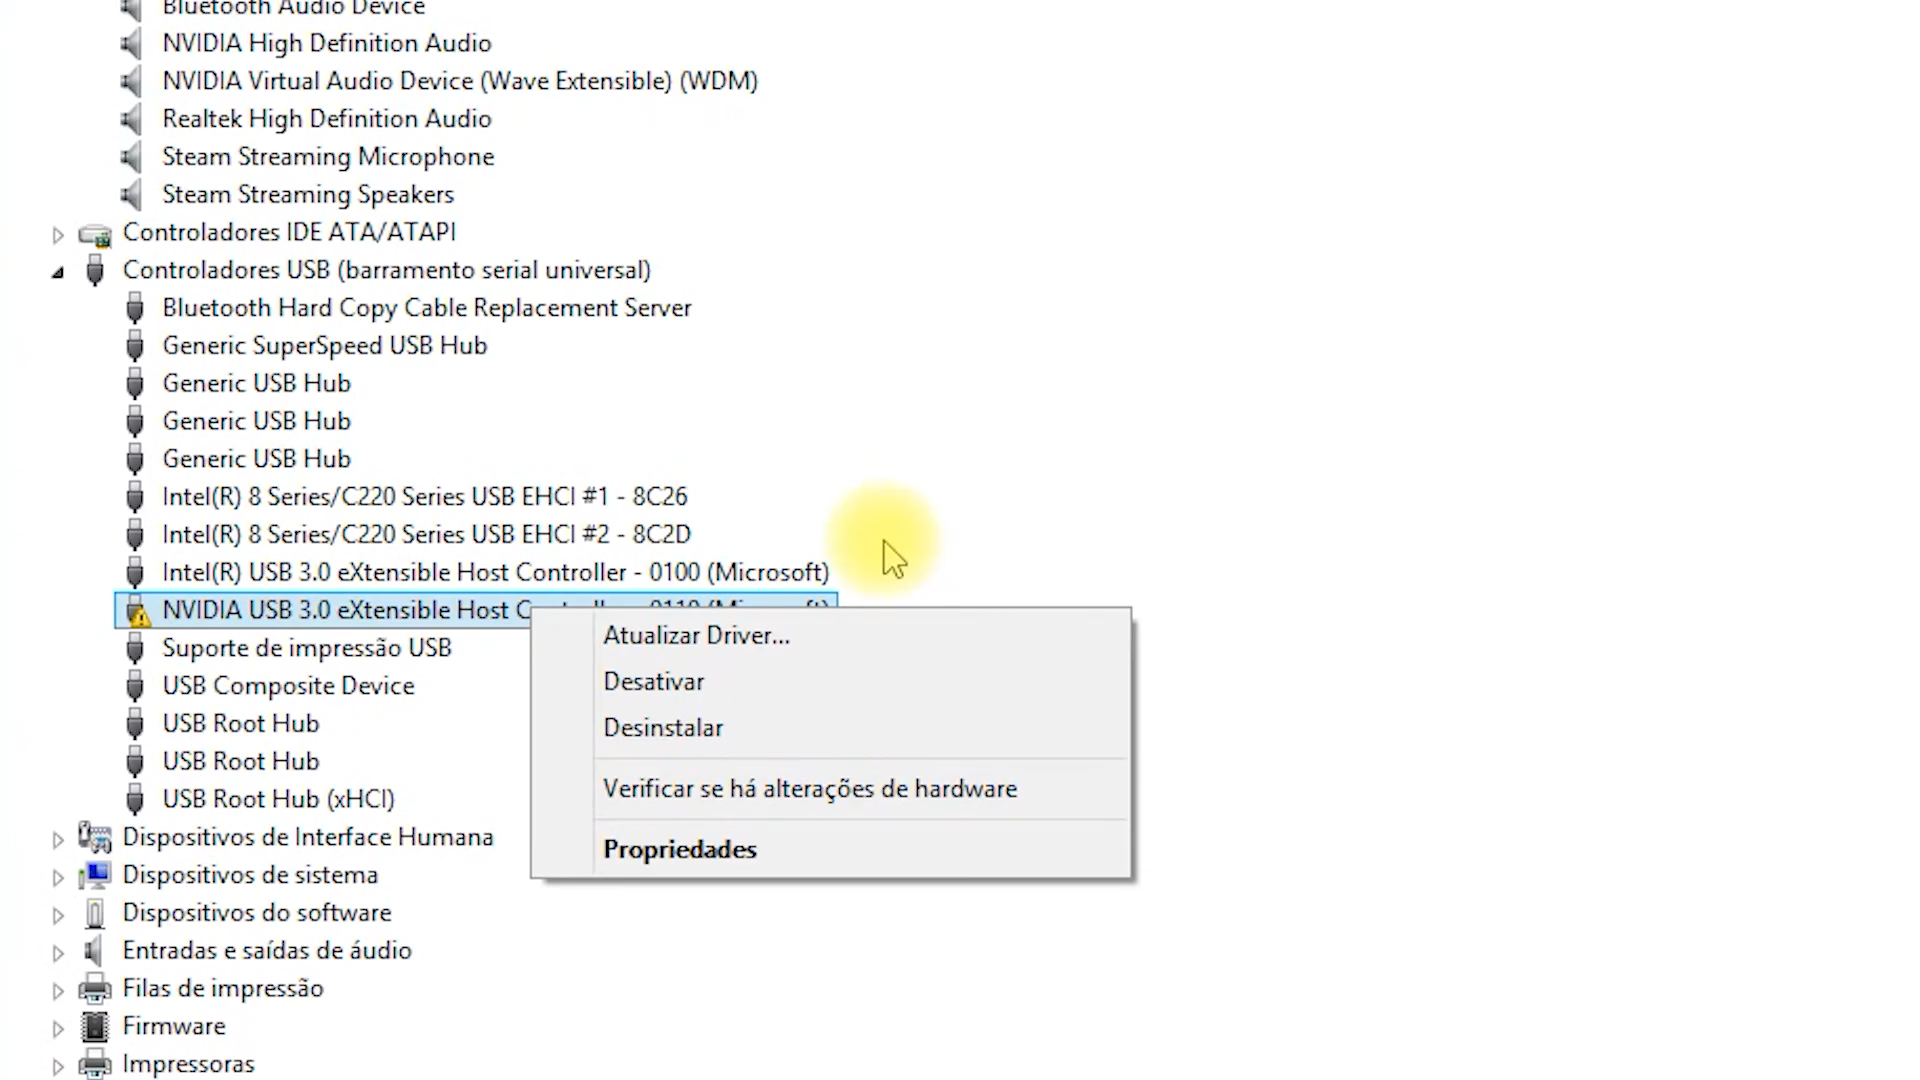 Bluetooth Audio Device
NVIDIA High Definition Audio
NVIDIA Virtual Audio Device (Wave Extensible) (WDM)
Realtek High Definition Audio
Steam Streaming Microphone
Steam Streaming Speakers
Controladores IDE ATA/ATAPI
Controladores USB (barramento serial universal)
Bluetooth Hard Copy Cable Replacement Server
Generic SuperSpeed USB Hub
Generic USB Hub
Generic USB Hub
Generic USB Hub
Intel(R) 8 Series/C220 Series USB EHCI #1 - 8C26
Intel(R) 8 Series/C220 Series USB EHCI #2 - 8C2D
Intel(R) USB 3.0 eXtensible Host Controller - 0100 (Microsoft)
NVIDIA USB 3.0 eXtensible Host Controller - 0110 (Microsoft)
Atualizar Driver...
Desativar
Desinstalar
Verificar se há alterações de hardware
Propriedades
Suporte de impressão USB
USB Composite Device
USB Root Hub
USB Root Hub
USB Root Hub (xHCI)
Dispositivos de Interface Humana
Dispositivos de sistema
Dispositivos do software
Entradas e saídas de áudio
Filas de impressão
Firmware
Impressoras